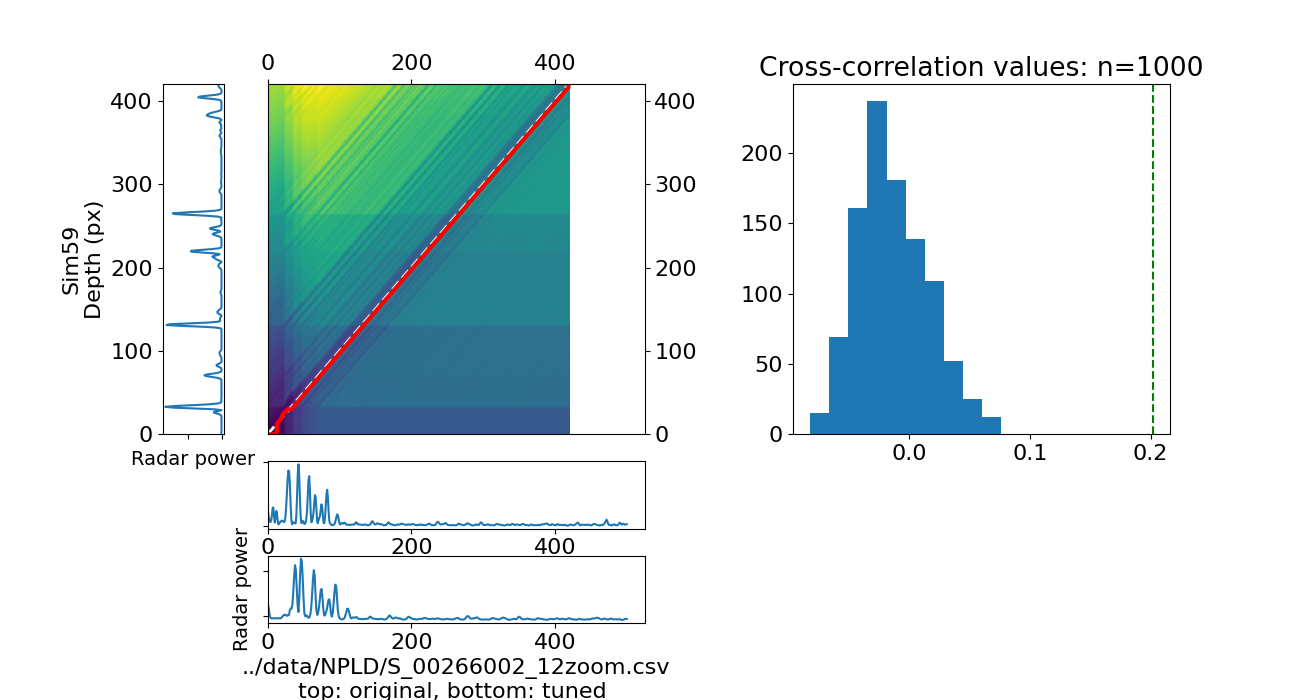 Cross-correlation values: n=1000
0 200 400
400 400
300 300
200 200
100 100
0 0
Sim59
Depth (px)
Radar power
200
150
100
50
0
0.0 0.1 0.2
0 200 400
Radar power
0 200 400
../data/NPLD/S_00266002_12zoom.csv
top: original, bottom: tuned